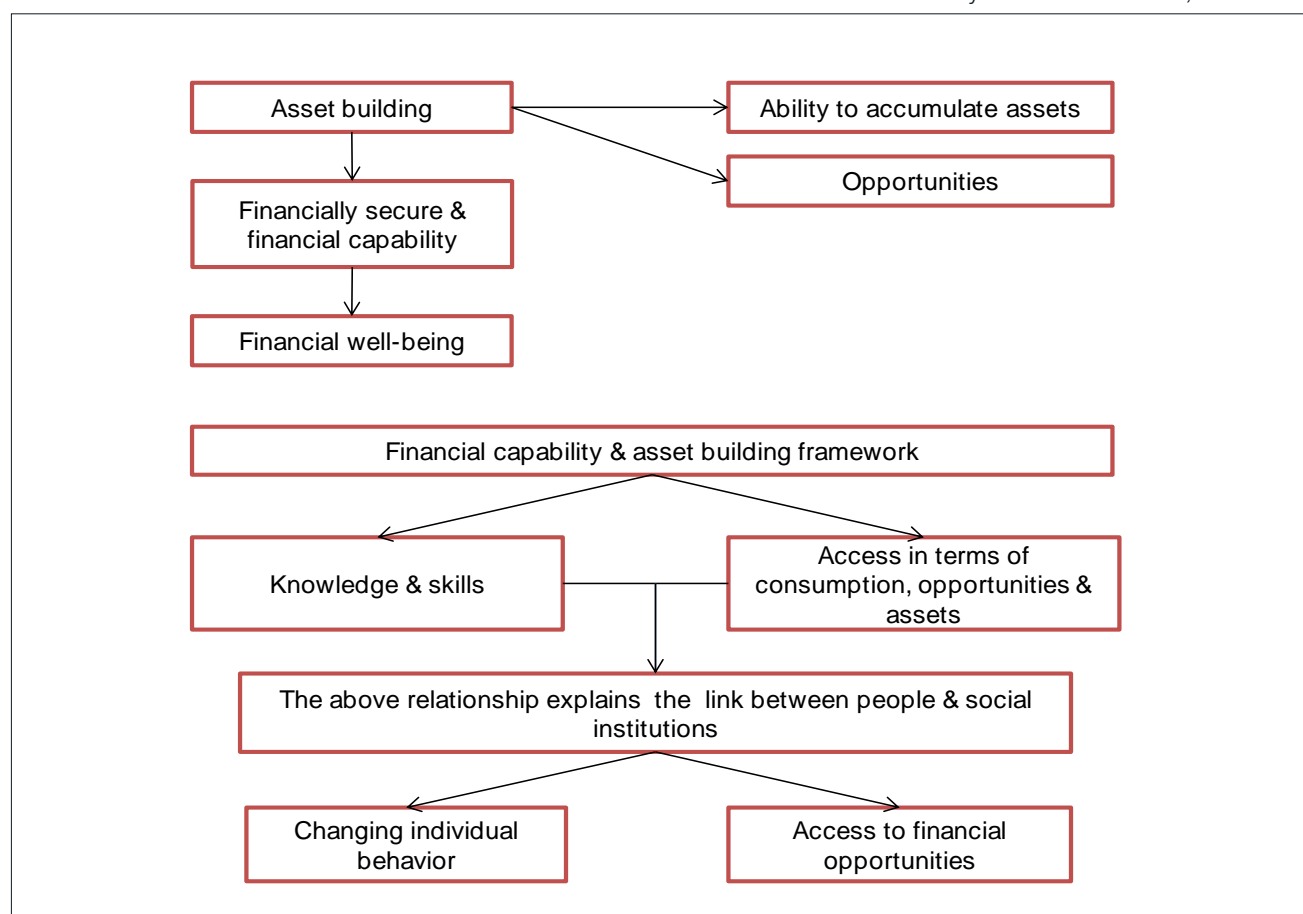 Asset building
Ability to accumulate assets
Opportunities
Financially secure &
financial capability
Financial well-being
Financial capability & asset building framework
Knowledge & skills
Access in terms of
consumption, opportunities &
assets
The above relationship explains the link between people & social
institutions
Changing individual
behavior
Access to financial
opportunities